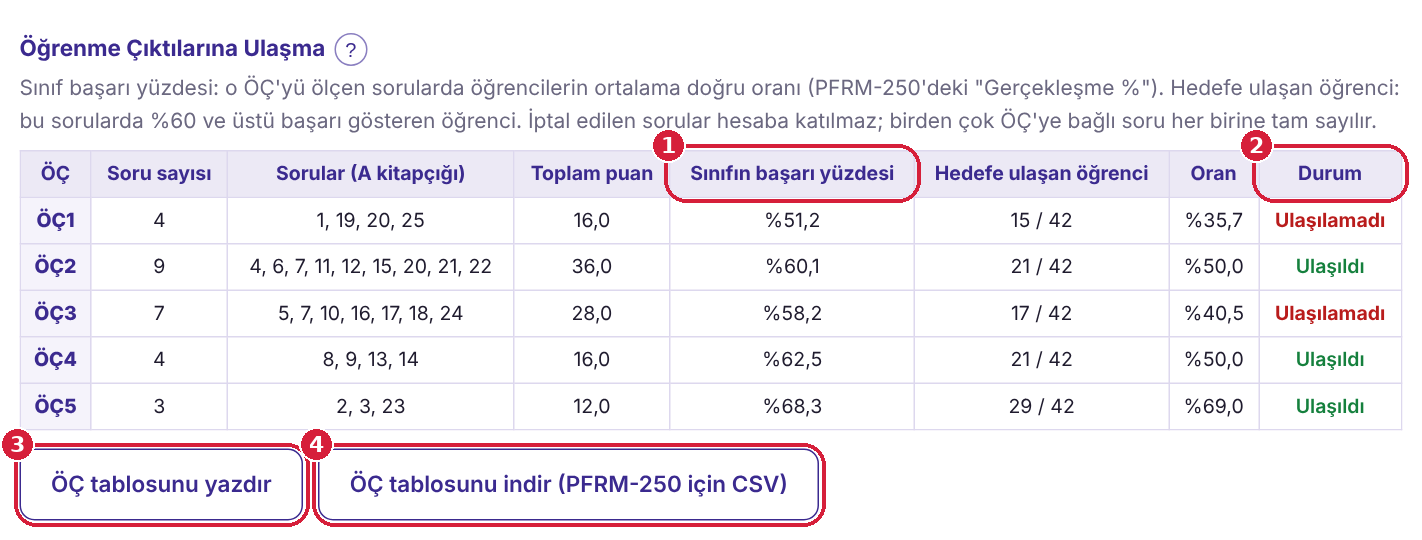 Öğrenme Çıktılarına Ulaşma ?
Sınıf başarı yüzdesi: o ÖÇ'yü ölçen sorularda öğrencilerin ortalama doğru oranı (PFRM-250'deki "Gerçekleşme %"). Hedefe ulaşan öğrenci:
bu sorularda %60 ve üstü başarı gösteren öğrenci. İptal edilen sorular hesaba katılmaz; birden çok ÖÇ'ye bağlı soru her birine tam sayılır.
1 2
ÖÇ Soru sayısı Sorular (A kitapçığı) Toplam puan Sınıfın başarı yüzdesi Hedefe ulaşan öğrenci Oran Durum
ÖÇ1 4 1, 19, 20, 25 16,0 %51,2 15 / 42 %35,7 Ulaşılamadı
ÖÇ2 9 4, 6, 7, 11, 12, 15, 20, 21, 22 36,0 %60,1 21 / 42 %50,0 Ulaşıldı
ÖÇ3 7 5, 7, 10, 16, 17, 18, 24 28,0 %58,2 17 / 42 %40,5 Ulaşılamadı
ÖÇ4 4 8, 9, 13, 14 16,0 %62,5 21 / 42 %50,0 Ulaşıldı
ÖÇ5 3 2, 3, 23 12,0 %68,3 29 / 42 %69,0 Ulaşıldı
3 4
ÖÇ tablosunu yazdır ÖÇ tablosunu indir (PFRM-250 için CSV)